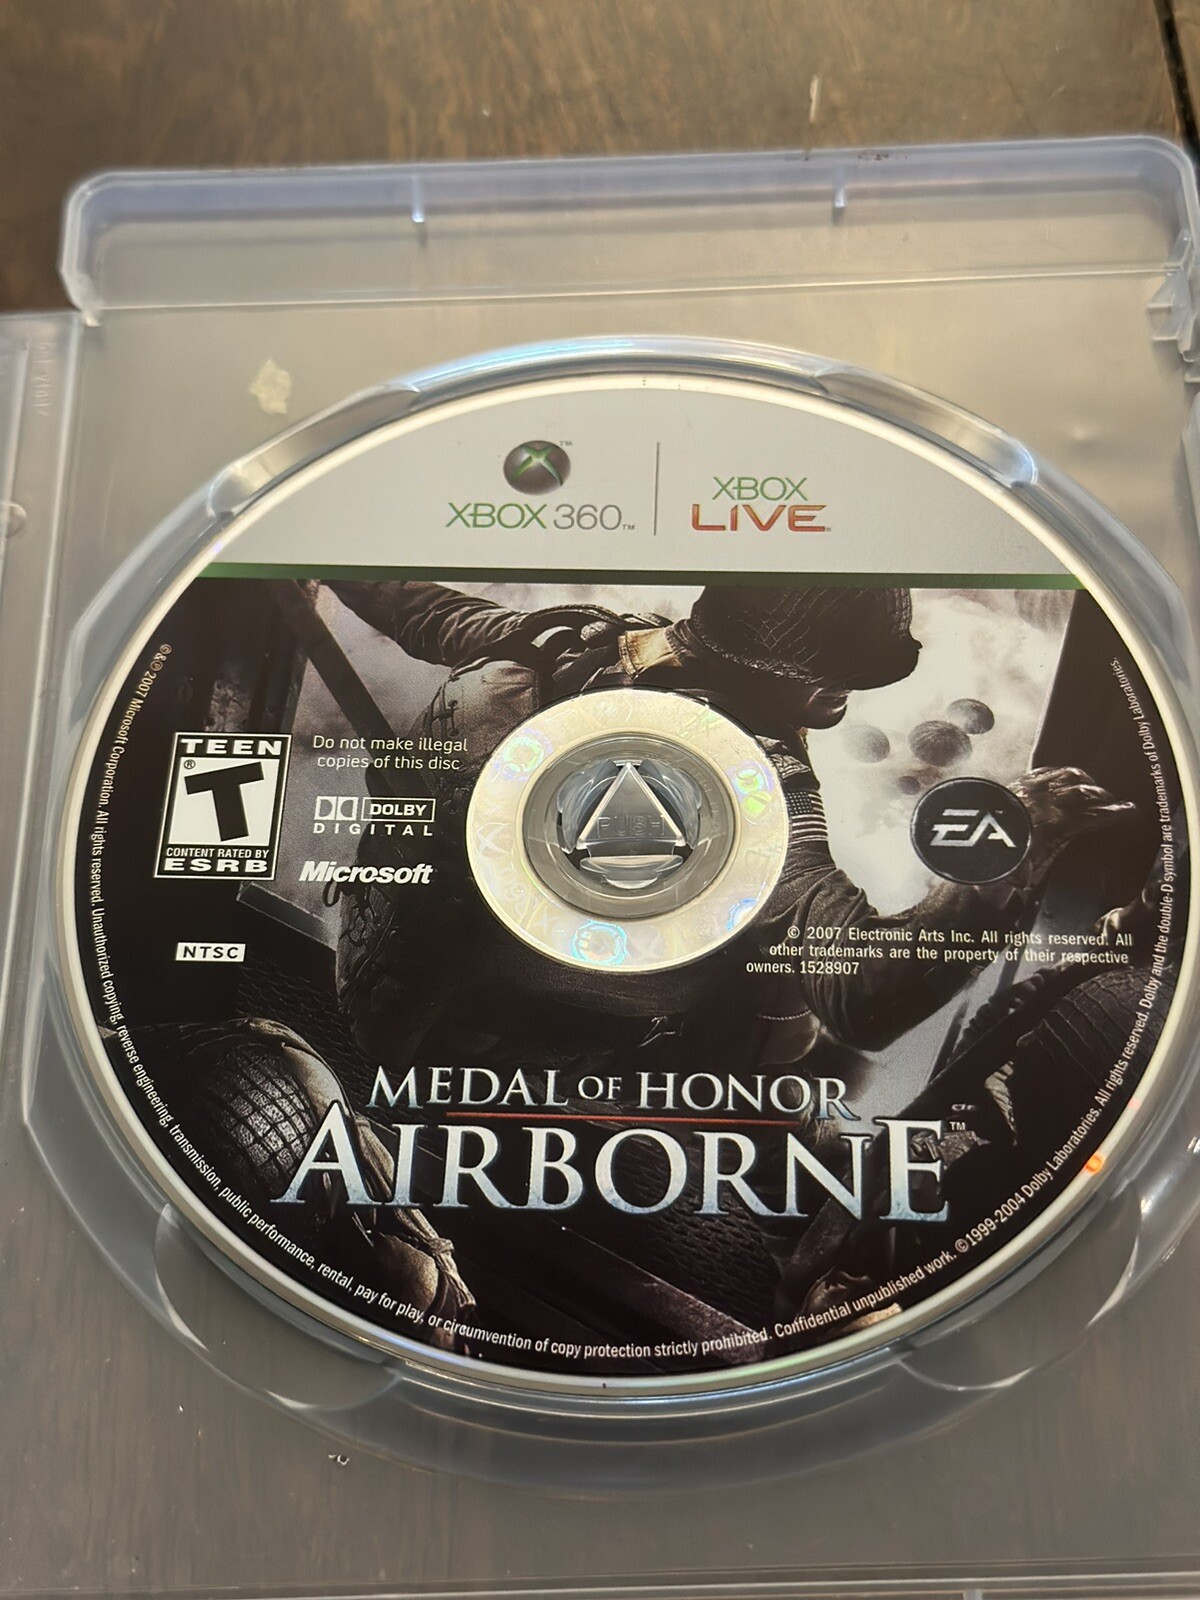 XBOX 360™
XBOX
LIVE
TEEN
T
CONTENT RATED BY
ESRB
Do not make illegal
copies of this disc
DOLBY
DIGITAL
Microsoft
NTSC
PUSH
EA
© 2007 Electronic Arts Inc. All rights reserved. All
other trademarks are the property of their respective
owners. 1528907
MEDAL OF HONOR
AIRBORNE™
®&℗2007 Microsoft Corporation. All rights reserved. Unauthorized copying, reverse engineering, transmission, public performance, rental, pay for play, or circumvention of copy protection strictly prohibited. Confidential unpublished work. ©1999-2004 Dolby Laboratories. All rights reserved. Dolby and the double-D symbol are trademarks of Dolby Laboratories.